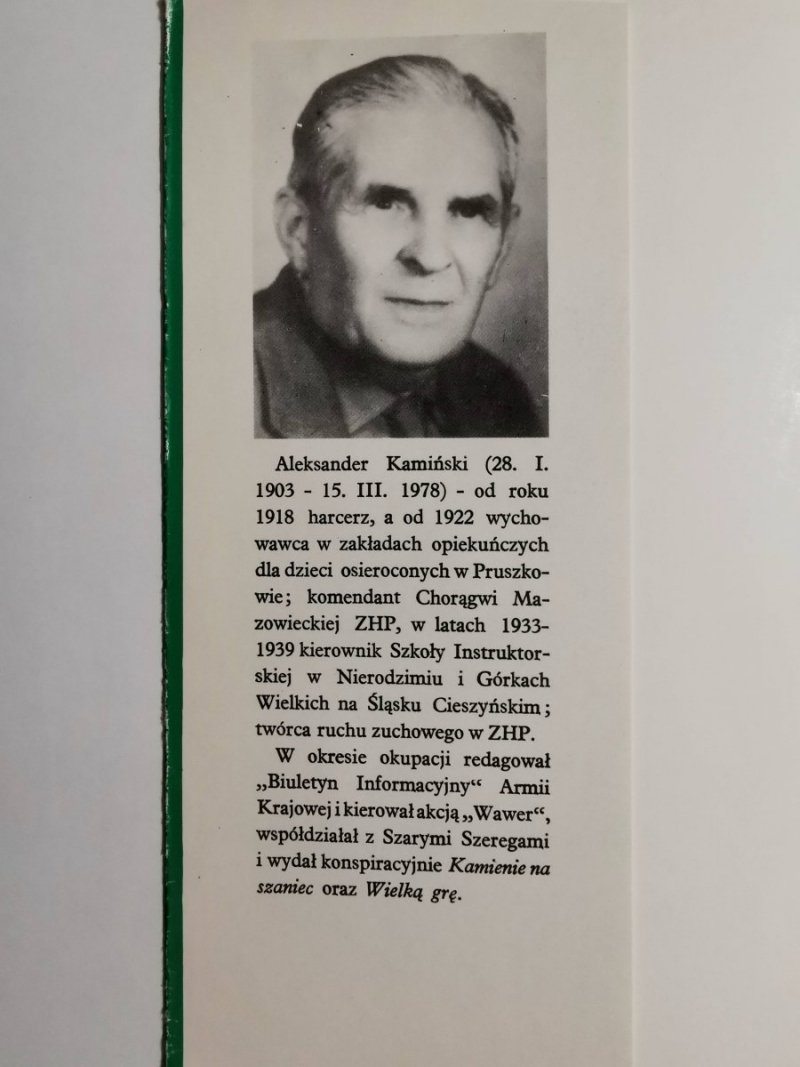 Aleksander Kamiński (28. I.
1903 - 15. III. 1978) - od roku
1918 harcerz, a od 1922 wycho-
wawca w zakładach opiekuńczych
dla dzieci osieroconych w Pruszko-
wie; komendant Chorągwi Ma-
zowieckiej ZHP, w latach 1933-
1939 kierownik Szkoły Instruktor-
skiej w Nierodzimiu i Górkach
Wielkich na Śląsku Cieszyńskim;
twórca ruchu zuchowego w ZHP.
W okresie okupacji redagował
„Biuletyn Informacyjny“ Armii
Krajowej i kierował akcją „Wawer“,
współdziałał z Szarymi Szeregami
i wydał konspiracyjnie Kamienie na
szaniec oraz Wielką grę.